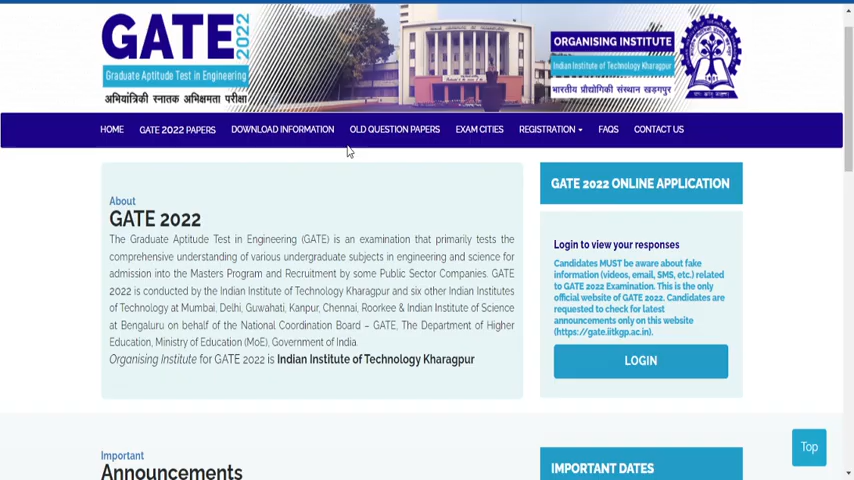 GATE 2022
Graduate Aptitude Test in Engineering
अभियांत्रिकी स्नातक अभिक्षमता परीक्षा
ORGANISING INSTITUTE
Indian Institute of Technology Kharagpur
भारतीय प्रौद्योगिकी संस्थान खड़गपुर
HOME GATE 2022 PAPERS DOWNLOAD INFORMATION OLD QUESTION PAPERS EXAM CITIES REGISTRATION FAQS CONTACT US
About
GATE 2022
The Graduate Aptitude Test in Engineering (GATE) is an examination that primarily tests the
comprehensive understanding of various undergraduate subjects in engineering and science for
admission into the Masters Program and Recruitment by some Public Sector Companies. GATE
2022 is conducted by the Indian Institute of Technology Kharagpur and six other Indian Institutes
of Technology at Mumbai, Delhi, Guwahati, Kanpur, Chennai, Roorkee & Indian Institute of Science
at Bengaluru on behalf of the National Coordination Board – GATE, The Department of Higher
Education, Ministry of Education (MoE), Government of India.
Organising Institute for GATE 2022 is Indian Institute of Technology Kharagpur
GATE 2022 ONLINE APPLICATION
Login to view your responses
Candidates MUST be aware about fake
information (videos, email, SMS, etc.) related
to GATE 2022 Examination. This is the only
official website of GATE 2022. Candidates are
requested to check for latest
announcements only on this website
(https://gate.iitkgp.ac.in)
LOGIN
Important
Announcements
IMPORTANT DATES
Top